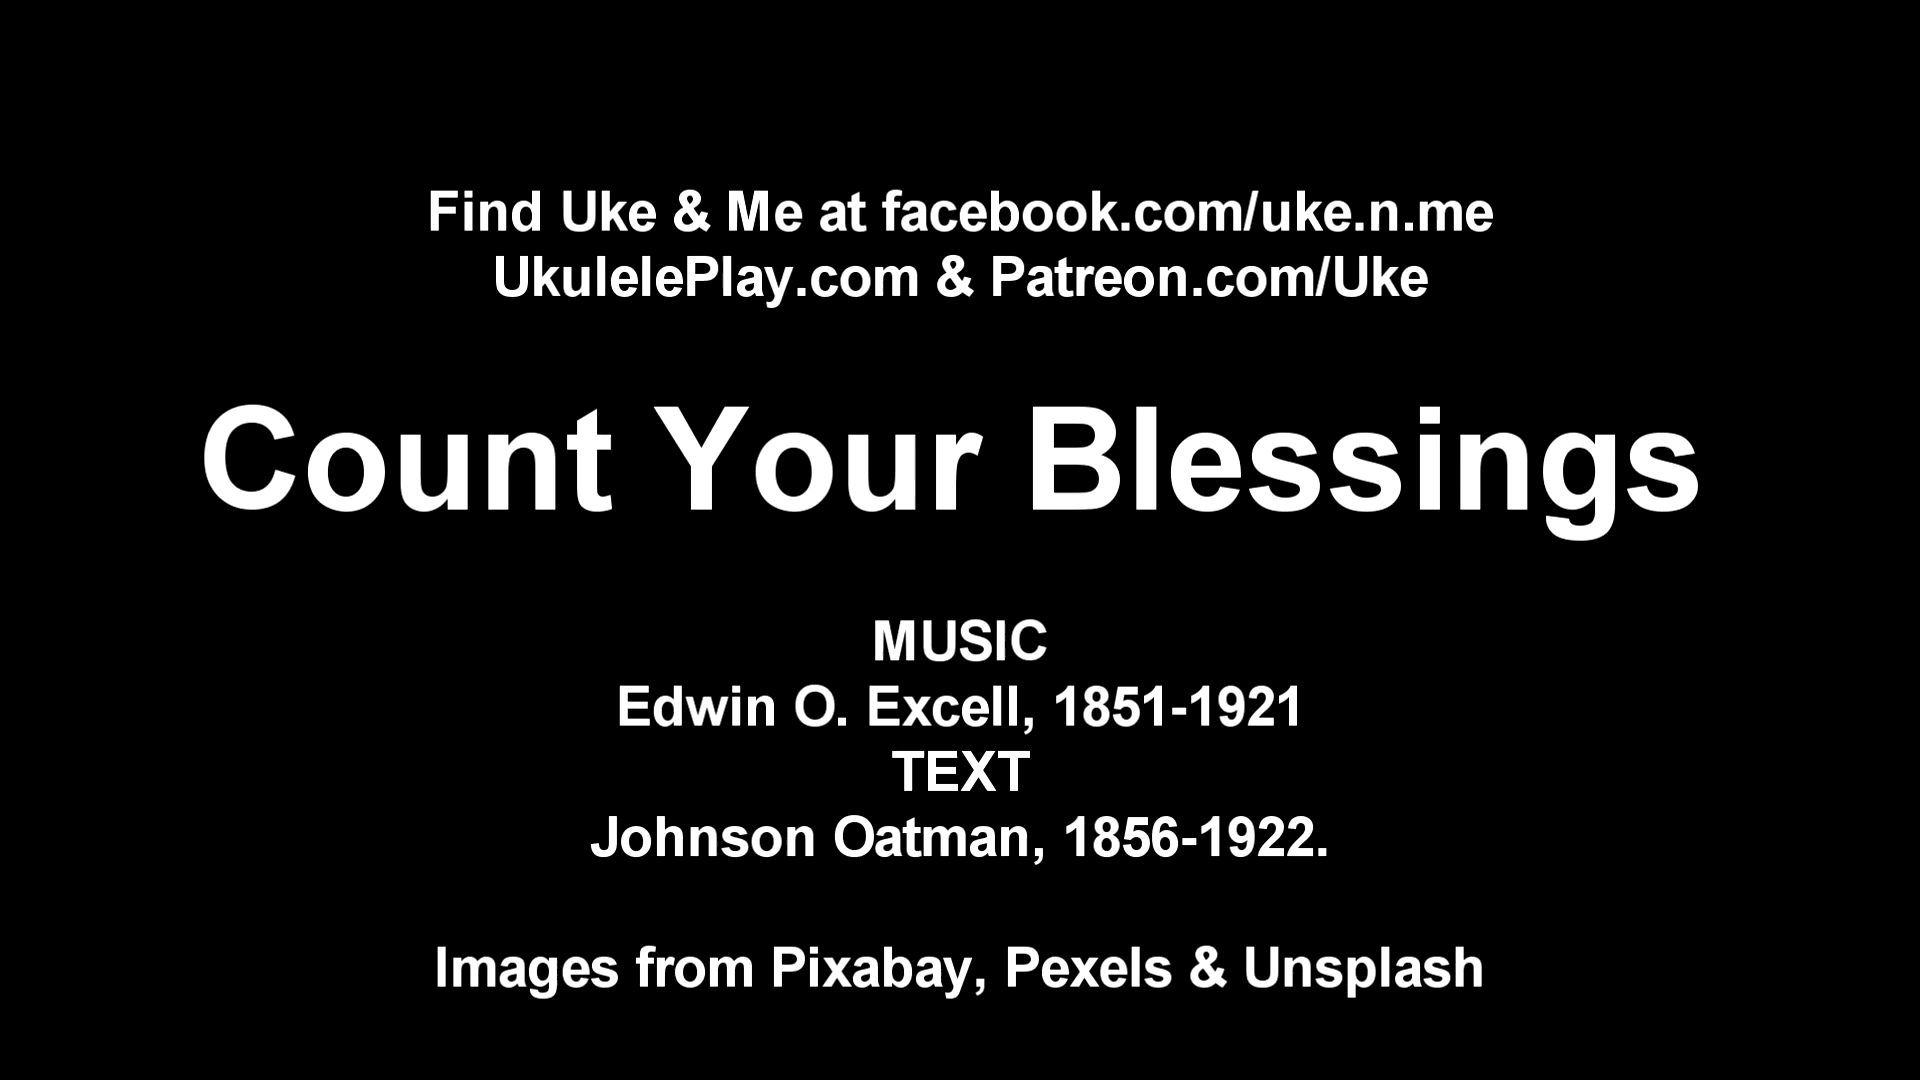 Find Uke & Me at facebook.com/uke.n.me
UkulelePlay.com & Patreon.com/Uke
Count Your Blessings
MUSIC
Edwin O. Excell, 1851-1921
TEXT
Johnson Oatman, 1856-1922.
Images from Pixabay, Pexels & Unsplash